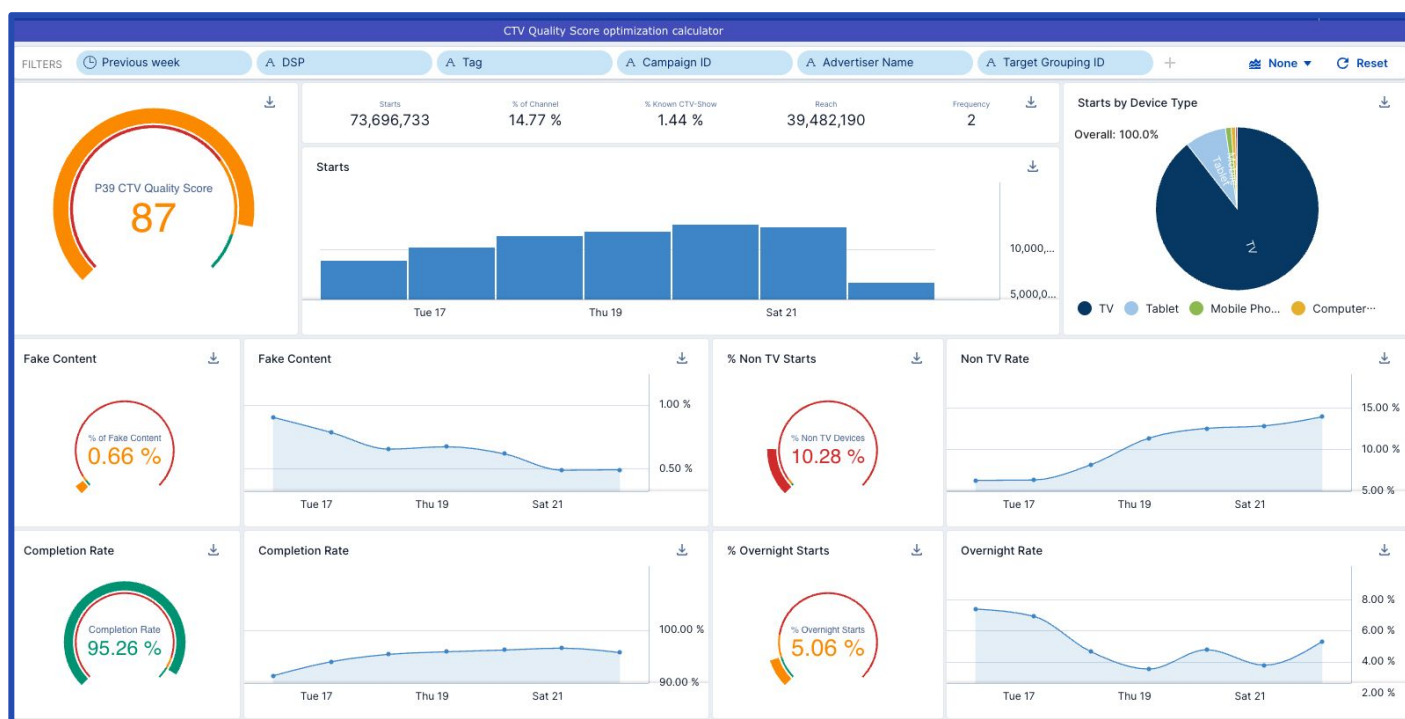 CTV Quality Score optimization calculator
FILTERS Previous week A DSP A Tag A Campaign ID A Advertiser Name A Target Grouping ID + None Reset
P39 CTV Quality Score
87
Starts % of Channel % Known CTV-Show Reach Frequency
73,696,733 14.77 % 1.44 % 39,482,190 2
Starts
10,000,...
5,000,0...
Tue 17 Thu 19 Sat 21
Starts by Device Type
Overall: 100.0%
Tablet
TV
TV Tablet Mobile Pho... Computer...
Fake Content
% of Fake Content
0.66 %
Fake Content
1.00 %
0.50 %
Tue 17 Thu 19 Sat 21
% Non TV Starts
% Non TV Devices
10.28 %
Non TV Rate
15.00 %
10.00 %
5.00 %
Tue 17 Thu 19 Sat 21
Completion Rate
Completion Rate
95.26 %
Completion Rate
100.00 %
90.00 %
Tue 17 Thu 19 Sat 21
% Overnight Starts
% Overnight Starts
5.06 %
Overnight Rate
8.00 %
6.00 %
4.00 %
2.00 %
Tue 17 Thu 19 Sat 21